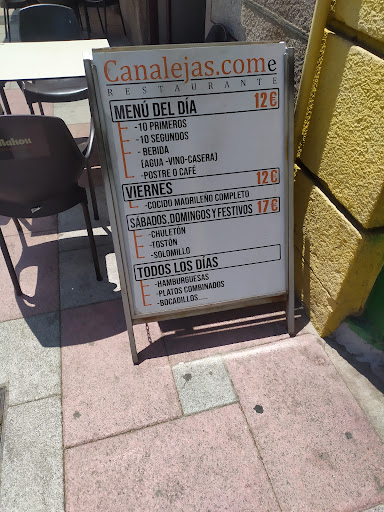 Canalejas.come
RESTAURANTE
MENÚ DEL DÍA 12€
-10 PRIMEROS
-10 SEGUNDOS
-BEBIDA
(AGUA -VINO-CASERA)
-POSTRE O CAFÉ
VIERNES 12€
-COCIDO MADRILEÑO COMPLETO
SÁBADOS, DOMINGOS Y FESTIVOS 17€
-CHULETÓN
-TOSTÓN
-SOLOMILLO
TODOS LOS DÍAS
-HAMBURGUESAS
-PLATOS COMBINADOS
-BOCADILLOS.....
Mahou